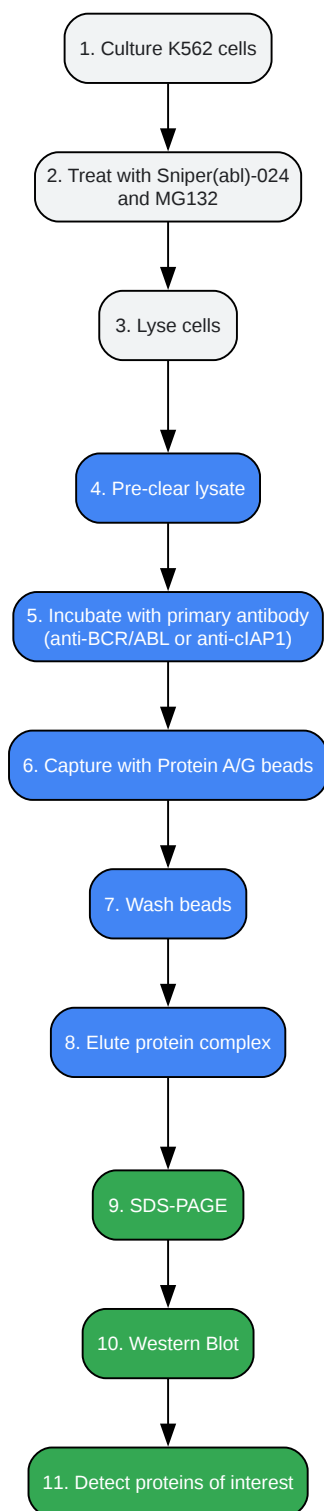 1. Culture K562 cells
2. Treat with Sniper(abl)-024
and MG132
3. Lyse cells
4. Pre-clear lysate
5. Incubate with primary antibody
(anti-BCR/ABL or anti-cIAP1)
6. Capture with Protein A/G beads
7. Wash beads
8. Elute protein complex
9. SDS-PAGE
10. Western Blot
11. Detect proteins of interest